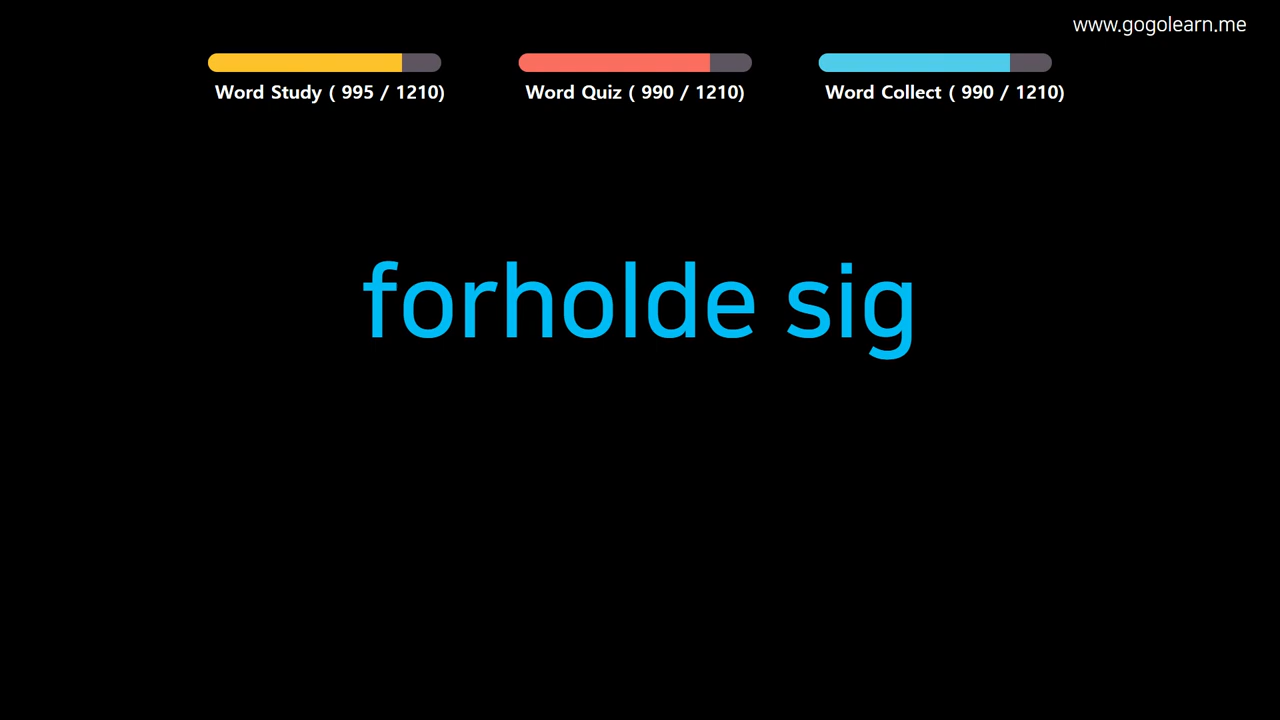 www.gogolearn.me
Word Study ( 995 / 1210)
Word Quiz ( 990 / 1210)
Word Collect ( 990 / 1210)
forholde sig